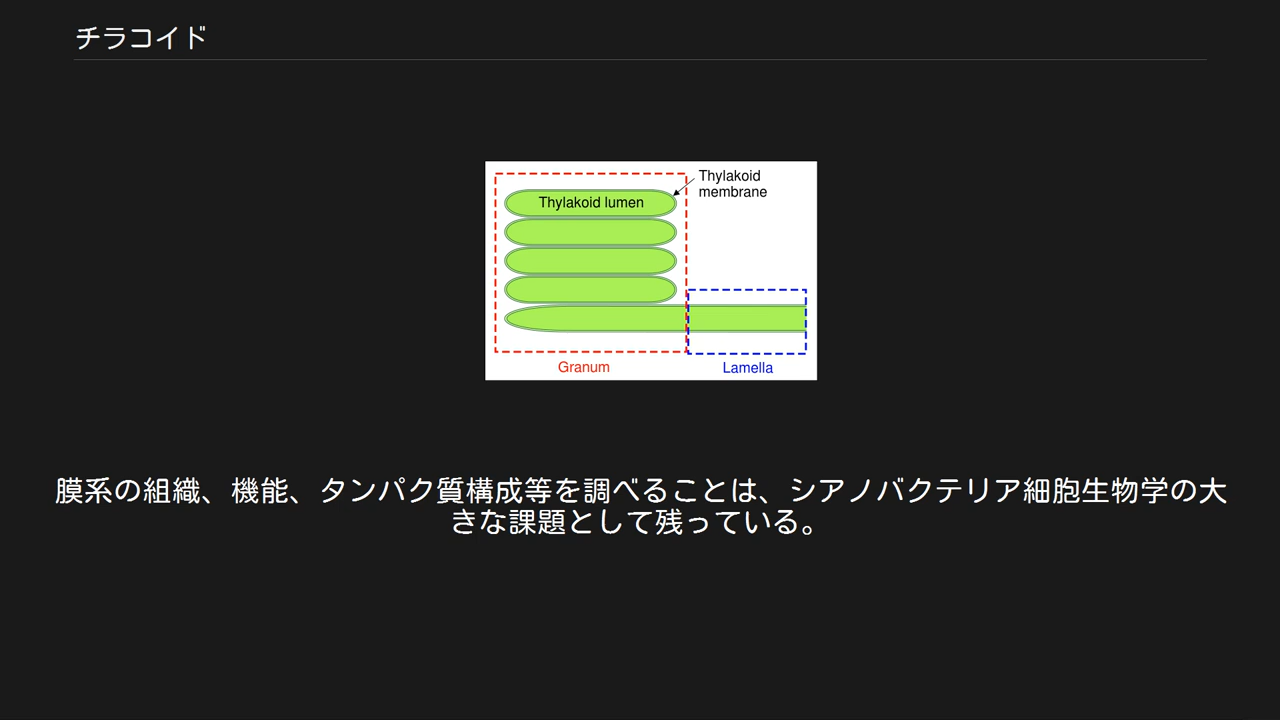 チラコイド
Thylakoid
membrane
Thylakoid lumen
Granum
Lamella
膜系の組織、機能、タンパク質構成等を調べることは、シアノバクテリア細胞生物学の大
きな課題として残っている。